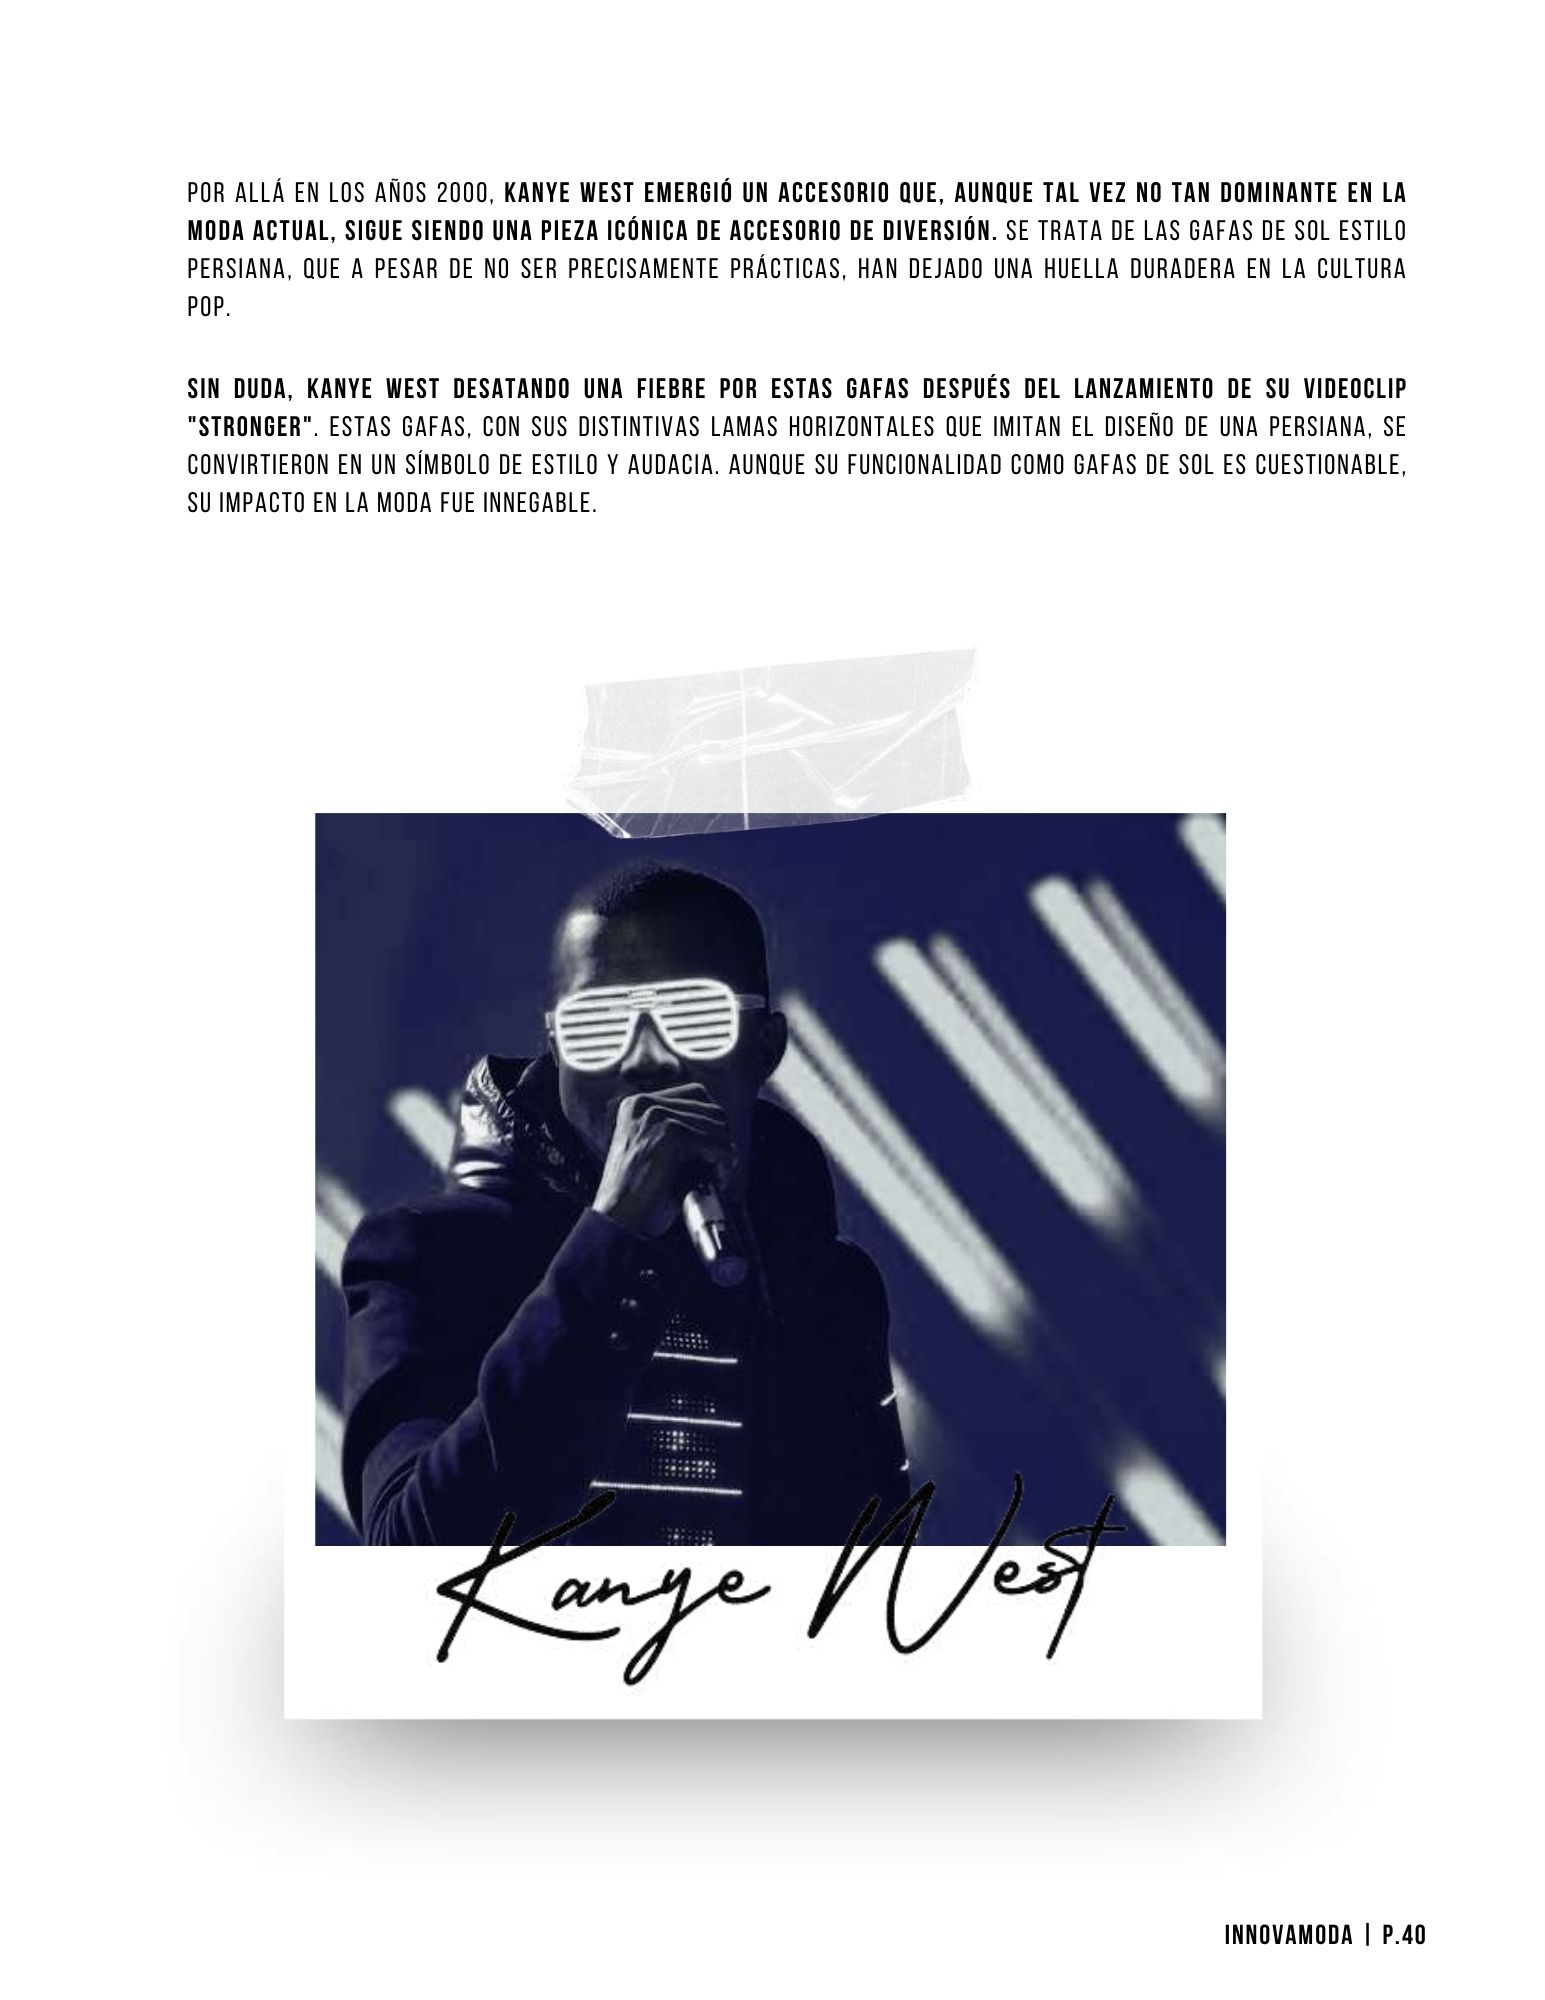 POR ALLÁ EN LOS AÑOS 2000, KANYE WEST EMERGIÓ UN ACCESORIO QUE, AUNQUE TAL VEZ NO TAN DOMINANTE EN LA
MODA ACTUAL, SIGUE SIENDO UNA PIEZA ICÓNICA DE ACCESORIO DE DIVERSIÓN. SE TRATA DE LAS GAFAS DE SOL ESTILO
PERSIANA, QUE A PESAR DE NO SER PRECISAMENTE PRÁCTICAS, HAN DEJADO UNA HUELLA DURADERA EN LA CULTURA
POP.
SIN DUDA, KANYE WEST DESATANDO UNA FIEBRE POR ESTAS GAFAS DESPUÉS DEL LANZAMIENTO DE SU VIDEOCLIP
"STRONGER". ESTAS GAFAS, CON SUS DISTINTIVAS LAMAS HORIZONTALES QUE IMITAN EL DISEÑO DE UNA PERSIANA, SE
CONVIRTIERON EN UN SÍMBOLO DE ESTILO Y AUDACIA. AUNQUE SU FUNCIONALIDAD COMO GAFAS DE SOL ES CUESTIONABLE,
SU IMPACTO EN LA MODA FUE INNEGABLE.
Kanye West
INNOVAMODA | P.40